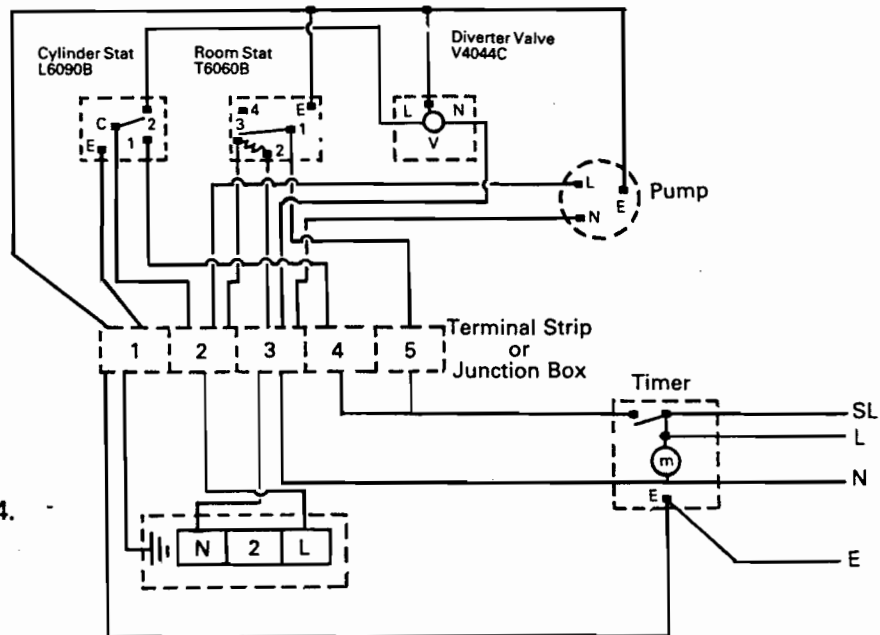 Cylinder Stat
L6090B
Room Stat
T6060B
Diverter Valve
V4044C
C
2
1
E
4
3
E
1
2
L
N
V
L
E
N
Pump
1
2
3
4
5
Terminal Strip
or
Junction Box
Timer
SL
L
m
N
E
E
4.
N
2
L